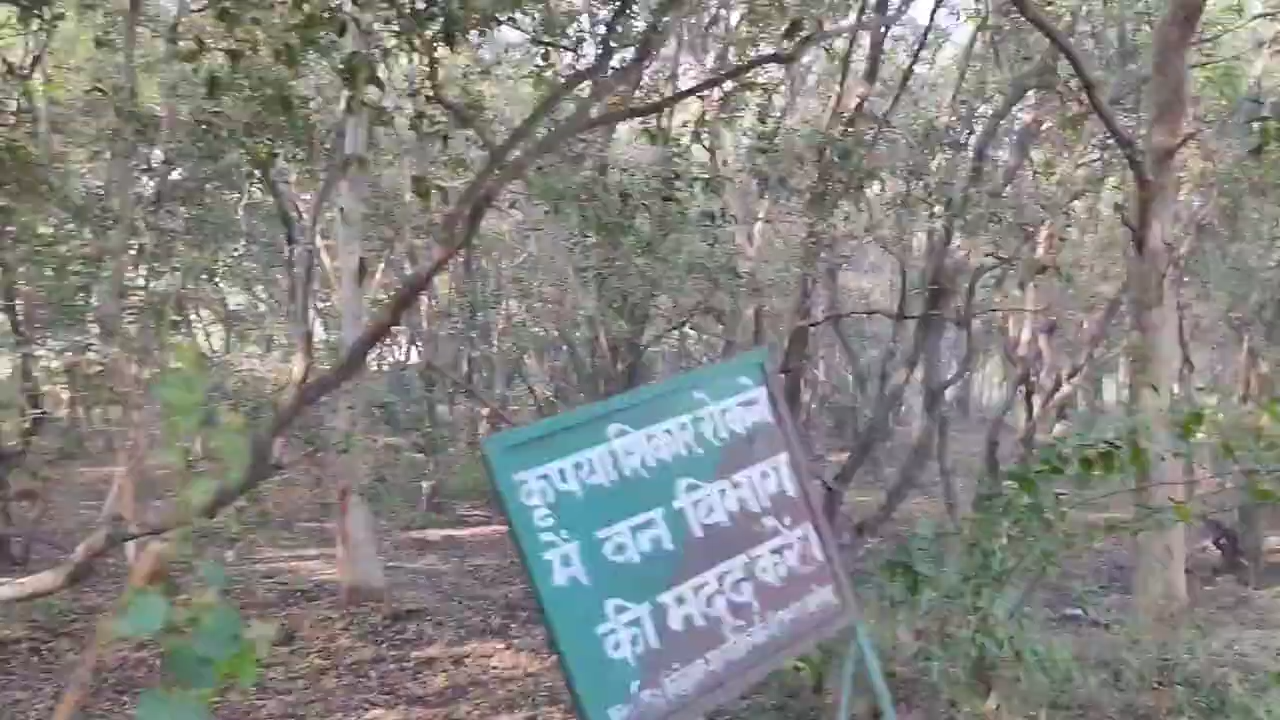 कृपया शिकार रोकने
में वन विभाग
की मदद करें।